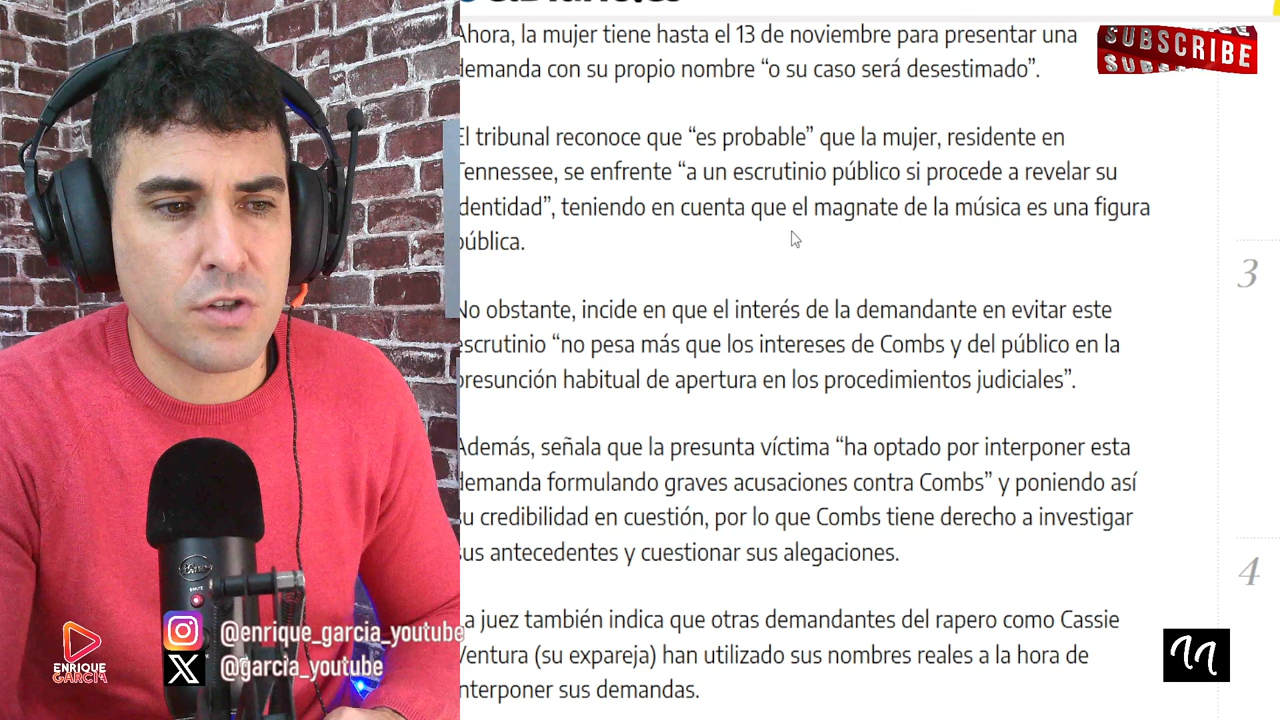 Ahora, la mujer tiene hasta el 13 de noviembre para presentar una
demanda con su propio nombre “o su caso será desestimado”.
El tribunal reconoce que “es probable” que la mujer, residente en
Tennessee, se enfrente “a un escrutinio público si procede a revelar su
identidad”, teniendo en cuenta que el magnate de la música es una figura
pública.
No obstante, incide en que el interés de la demandante en evitar este
escrutinio “no pesa más que los intereses de Combs y del público en la
presunción habitual de apertura en los procedimientos judiciales”.
Además, señala que la presunta víctima “ha optado por interponer esta
demanda formulando graves acusaciones contra Combs” y poniendo así
su credibilidad en cuestión, por lo que Combs tiene derecho a investigar
sus antecedentes y cuestionar sus alegaciones.
La juez también indica que otras demandantes del rapero como Cassie
Ventura (su expareja) han utilizado sus nombres reales a la hora de
interponer sus demandas.
SUBSCRIBE
3
4
ENRIQUE
GARCIA
@enrique_garcia_youtube
@garcia_youtube
MUTE